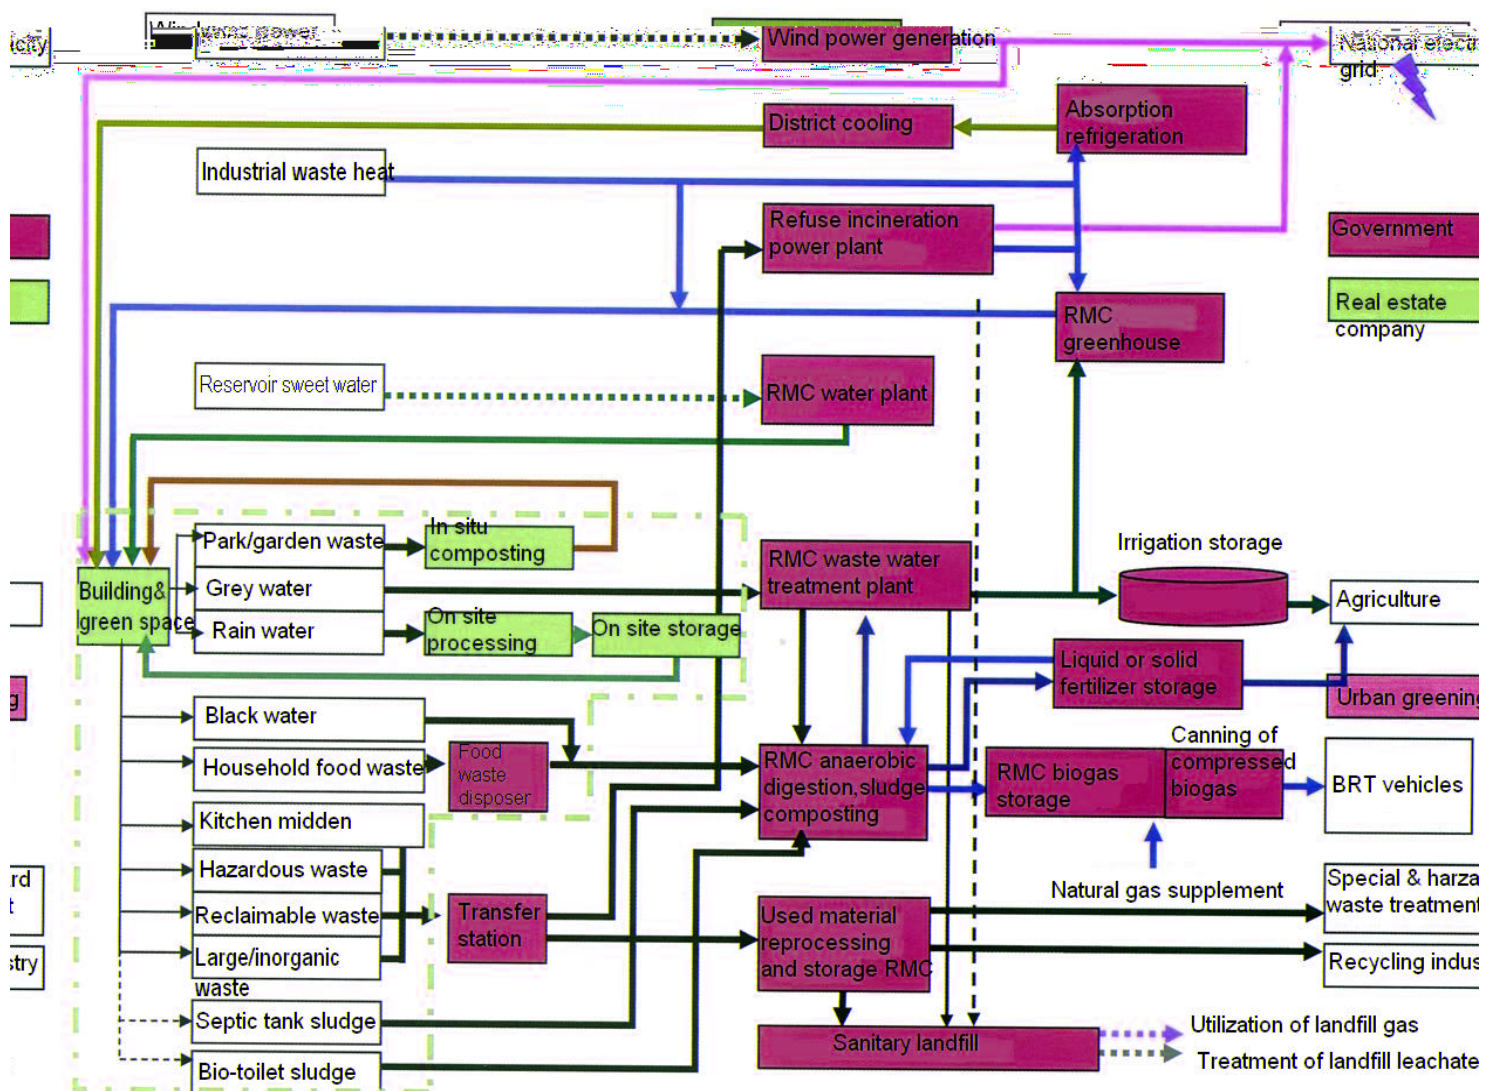 wind power
Wind power generation
National
grid
icity
District cooling
Absorption
refrigeration
Industrial waste heat
Refuse incineration
power plant
Government
Real estate
company
RMC
greenhouse
Reservoir sweet water
RMC water plant
Park/garden waste
In situ
composting
Grey water
Rain water
On site
processing
On site storage
Building&
green space
RMC waste water
treatment plant
Irrigation storage
Agriculture
Liquid or solid
fertilizer storage
Urban greening
g
Black water
Household food waste
Food
waste
disposer
RMC anaerobic
digestion,sludge
composting
RMC biogas
storage
Canning of
compressed
biogas
BRT vehicles
Kitchen midden
Hazardous waste
Reclaimable waste
Large/inorganic
waste
Transfer
station
Used material
reprocessing
and storage RMC
Natural gas supplement
Special & harza
waste treatment
Recycling indus
rd
t
stry
Septic tank sludge
Bio-toilet sludge
Sanitary landfill
Utilization of landfill gas
Treatment of landfill leachate